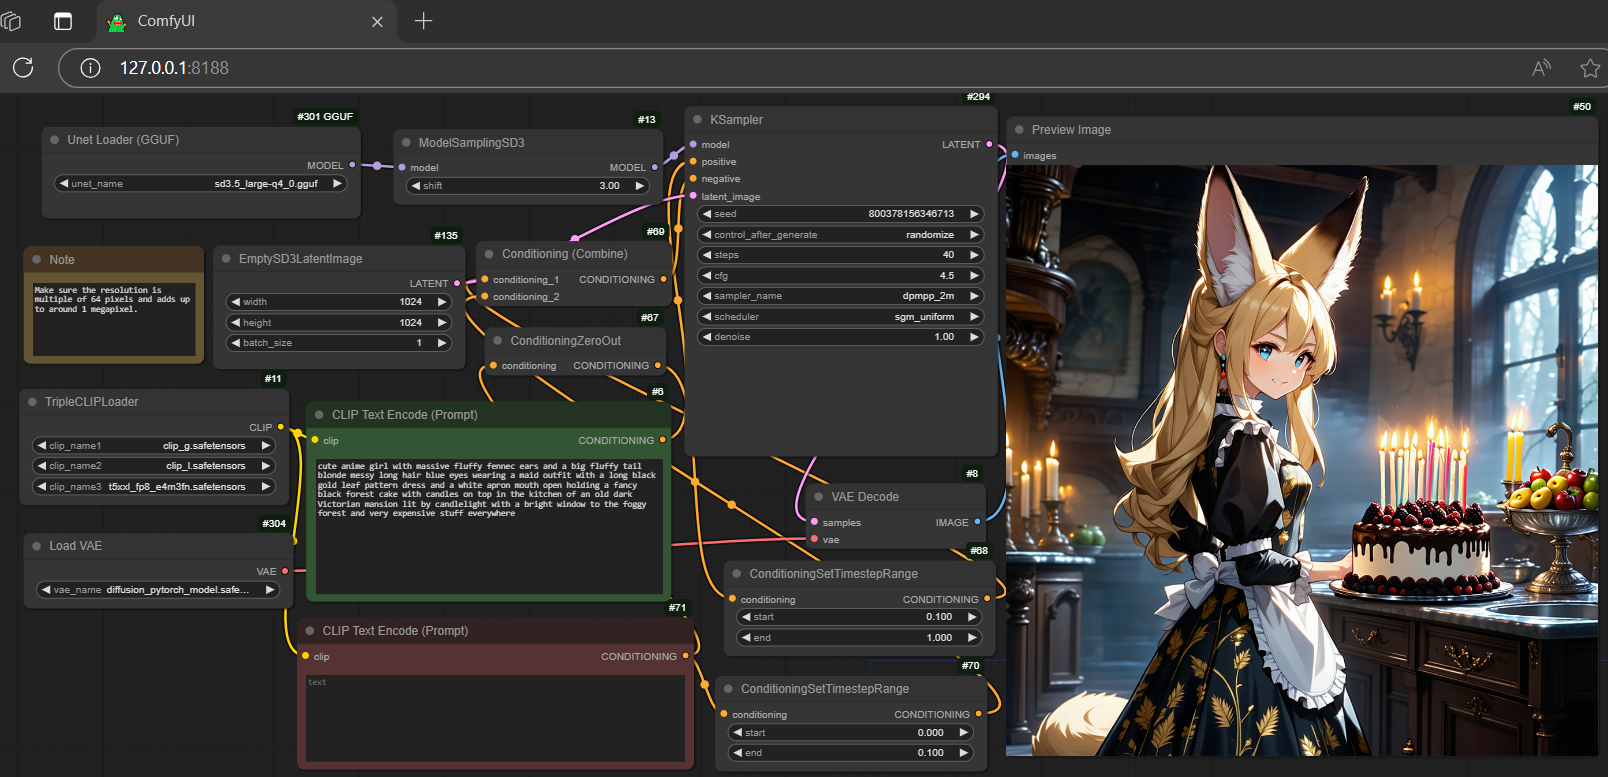 ComfyUI
127.0.0.1:8188
#301 GGUF
Unet Loader (GGUF)
MODEL
unet_name sd3.5_large-q4_0.gguf
#13
ModelSamplingSD3
model MODEL
shift 3.00
#294
KSampler
model LATENT
positive
negative
latent_image
seed 800378156346713
control_after_generate randomize
steps 40
cfg 4.5
sampler_name dpmpp_2m
scheduler sgm_uniform
denoise 1.00
#50
Preview Image
images
Note
Make sure the resolution is
multiple of 64 pixels and adds up
to around 1 megapixel.
#135
EmptySD3LatentImage
LATENT
width 1024
height 1024
batch_size 1
#69
Conditioning (Combine)
conditioning_1 CONDITIONING
conditioning_2
#67
ConditioningZeroOut
conditioning CONDITIONING
#11
TripleCLIPLoader
CLIP
clip_name1 clip_g.safetensors
clip_name2 clip_l.safetensors
clip_name3 t5xxl_fp8_e4m3fn.safetensors
#6
CLIP Text Encode (Prompt)
clip CONDITIONING
cute anime girl with massive fluffy fennec ears and a big fluffy tail
blonde messy long hair blue eyes wearing a maid outfit with a long black
gold leaf pattern dress and a white apron mouth open holding a fancy
black forest cake with candles on top in the kitchen of an old dark
Victorian mansion lit by candlelight with a bright window to the foggy
forest and very expensive stuff everywhere
#304
Load VAE
VAE
vae_name diffusion_pytorch_model.safe...
#8
VAE Decode
samples IMAGE
vae
#68
ConditioningSetTimestepRange
conditioning CONDITIONING
start 0.100
end 1.000
#71
CLIP Text Encode (Prompt)
clip CONDITIONING
text
#70
ConditioningSetTimestepRange
conditioning CONDITIONING
start 0.000
end 0.100